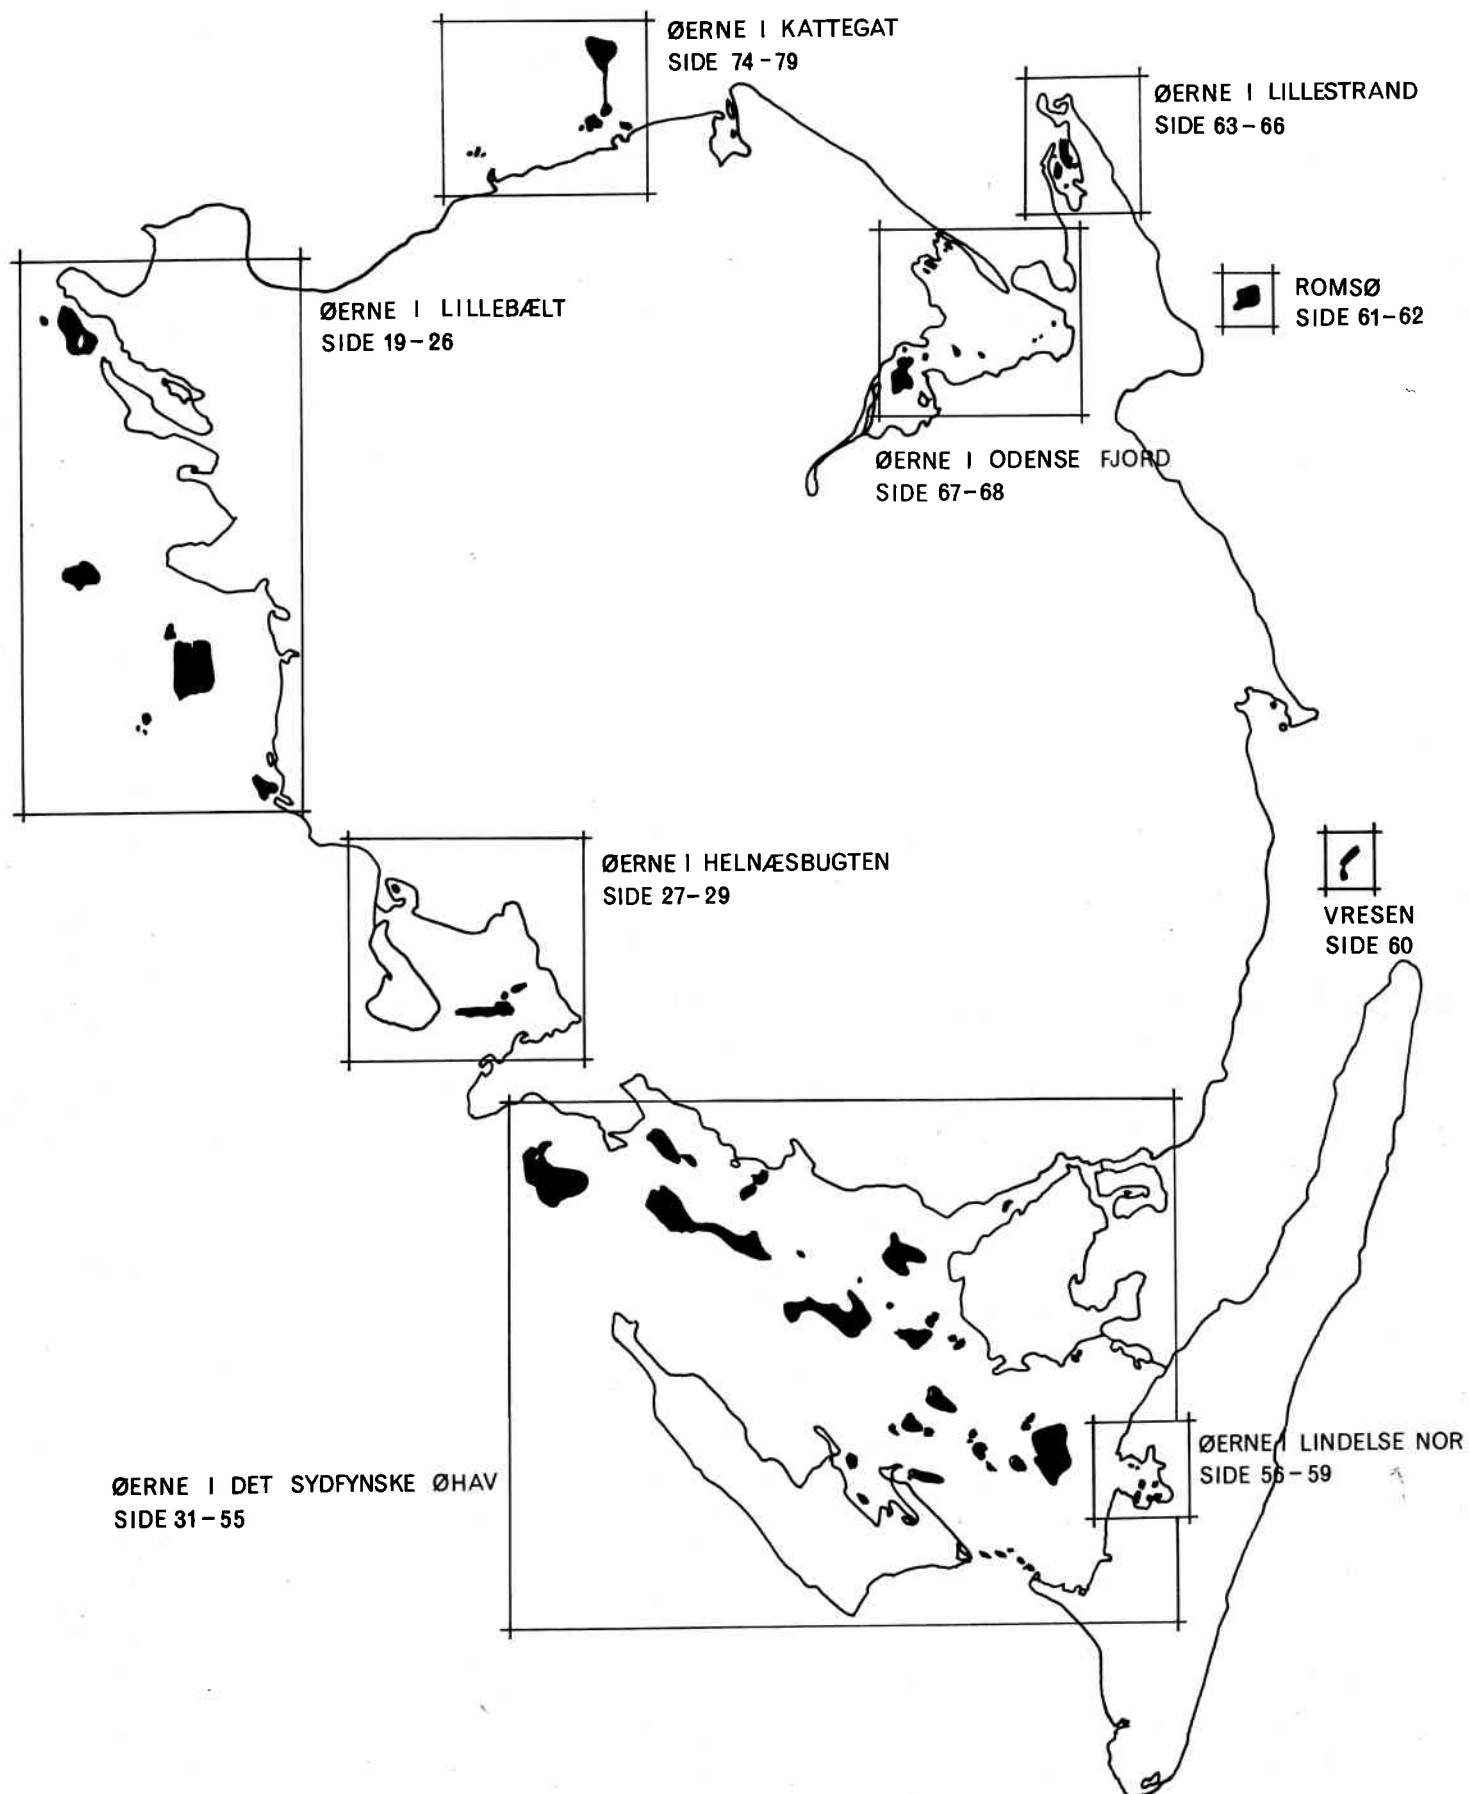 ØERNE I KATTEGAT
SIDE 74-79
ØERNE I LILLESTRAND
SIDE 63-66
ROMSØ
SIDE 61-62
ØERNE I LILLEBÆLT
SIDE 19-26
ØERNE I ODENSE FJORD
SIDE 67-68
ØERNE I HELNÆSBUGTEN
SIDE 27-29
VRESEN
SIDE 60
ØERNE I LINDELSE NOR
SIDE 56-59
ØERNE I DET SYDFYNSKE ØHAV
SIDE 31-55